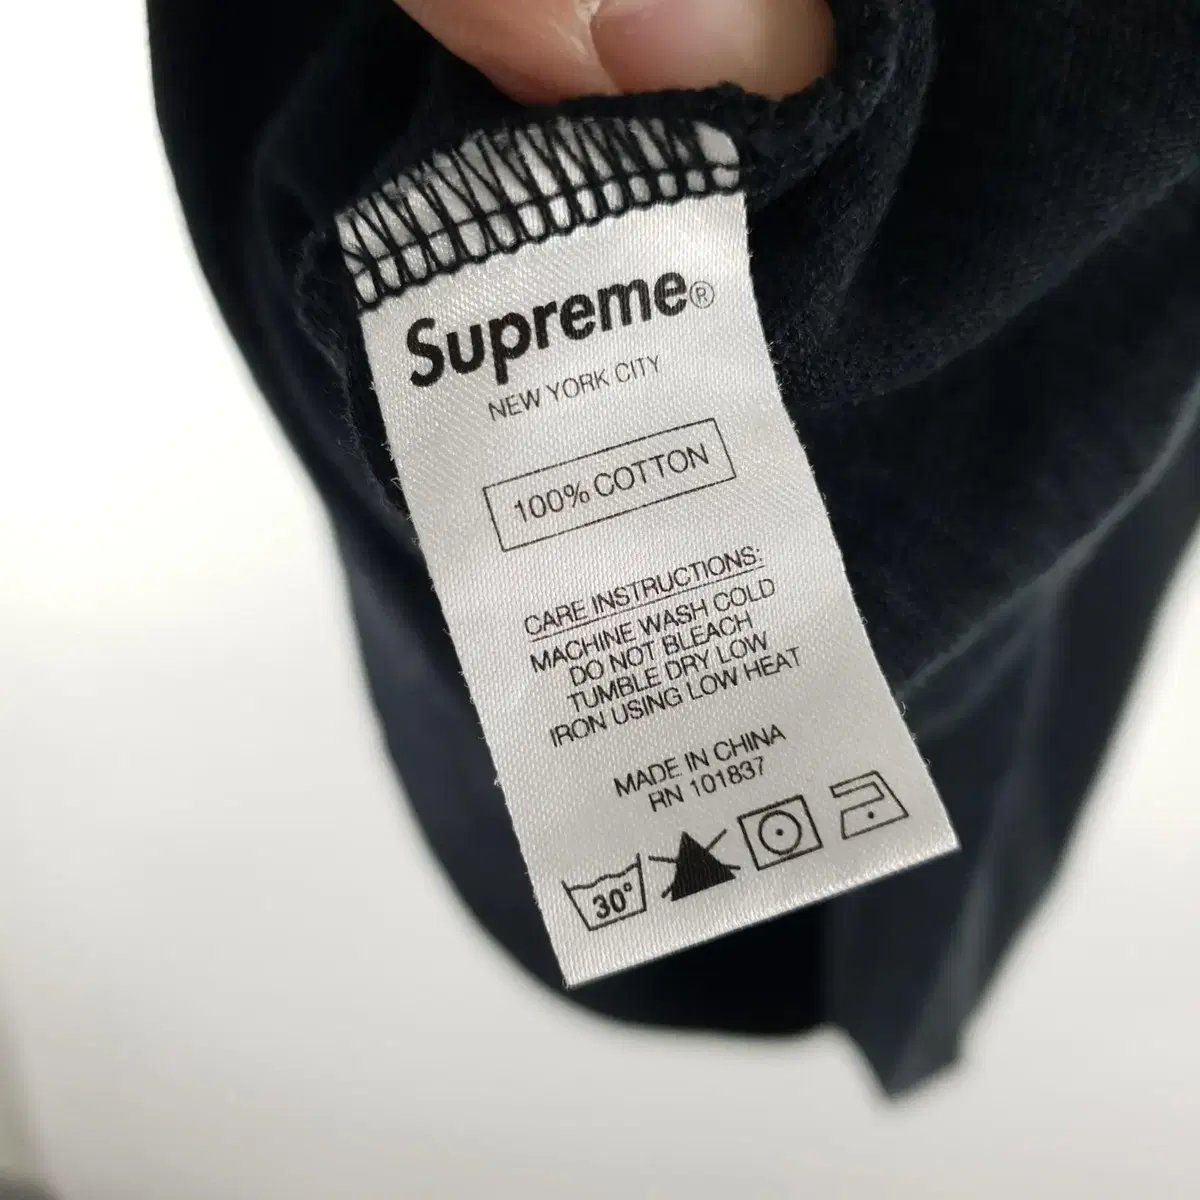 Supreme®
NEW YORK CITY
100% COTTON
CARE INSTRUCTIONS:
MACHINE WASH COLD
DO NOT BLEACH
TUMBLE DRY LOW
IRON USING LOW HEAT
MADE IN CHINA
RN 101837
30°